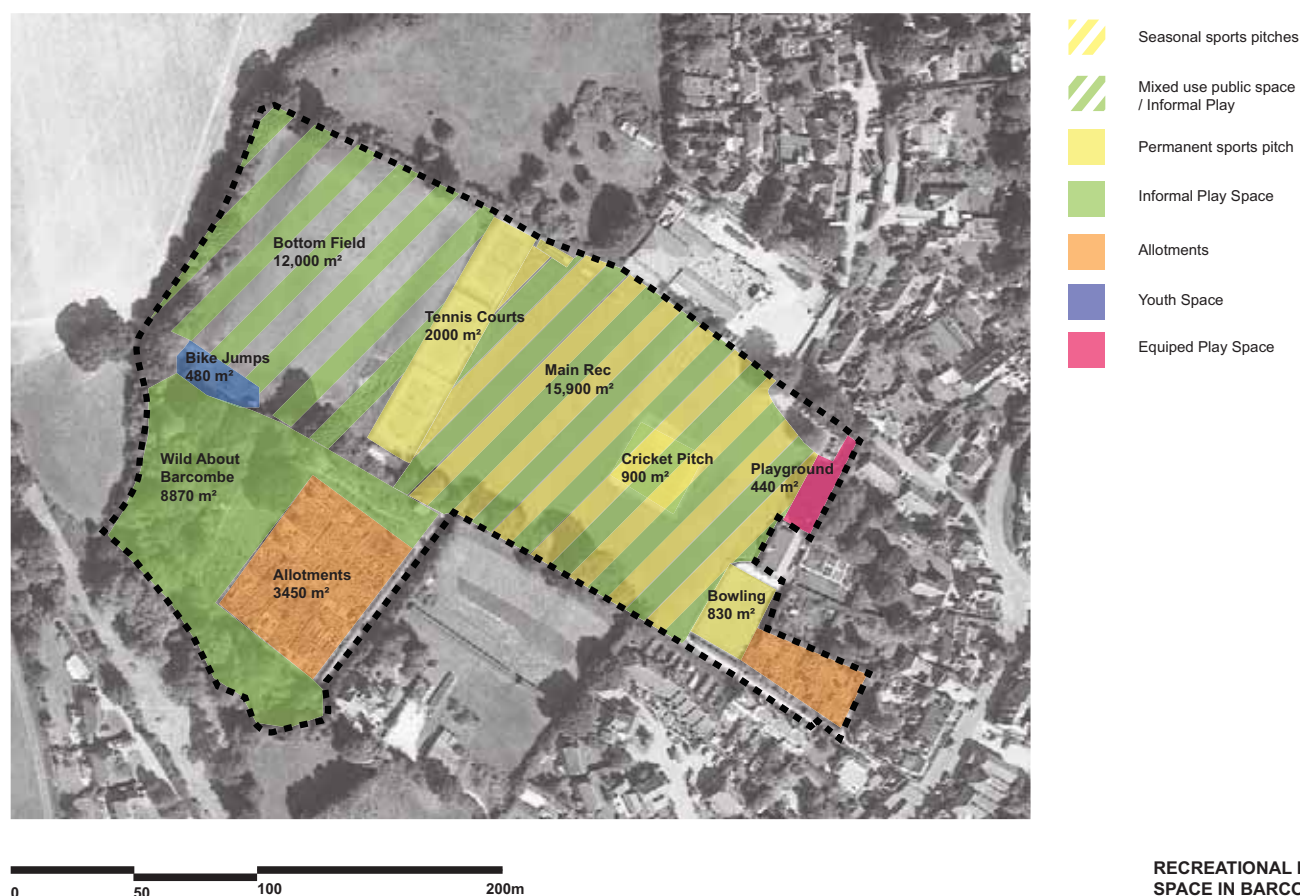 Seasonal sports pitches
Mixed use public space
/ Informal Play
Permanent sports pitch
Informal Play Space
Allotments
Youth Space
Equiped Play Space
Bottom Field
12,000 m²
Tennis Courts
2000 m²
Bike Jumps
480 m²
Main Rec
15,900 m²
Wild About
Barcombe
8870 m²
Cricket Pitch
900 m²
Playground
440 m²
Allotments
3450 m²
Bowling
830 m²
0 50 100 200m
RECREATIONAL
SPACE IN